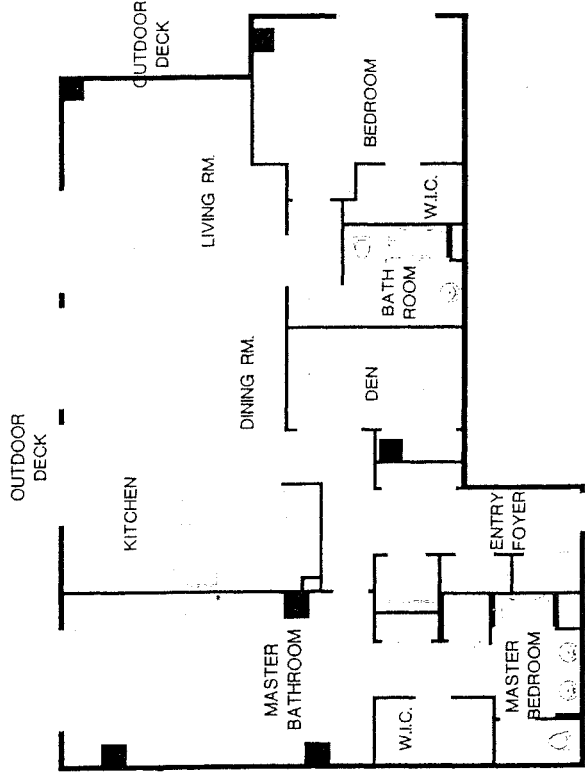 OUTDOOR
DECK
OUTDOOR
DECK
KITCHEN
DINING RM.
LIVING RM.
BEDROOM
W.I.C.
BATH
ROOM
DEN
ENTRY
FOYER
MASTER
BATHROOM
W.I.C.
MASTER
BEDROOM